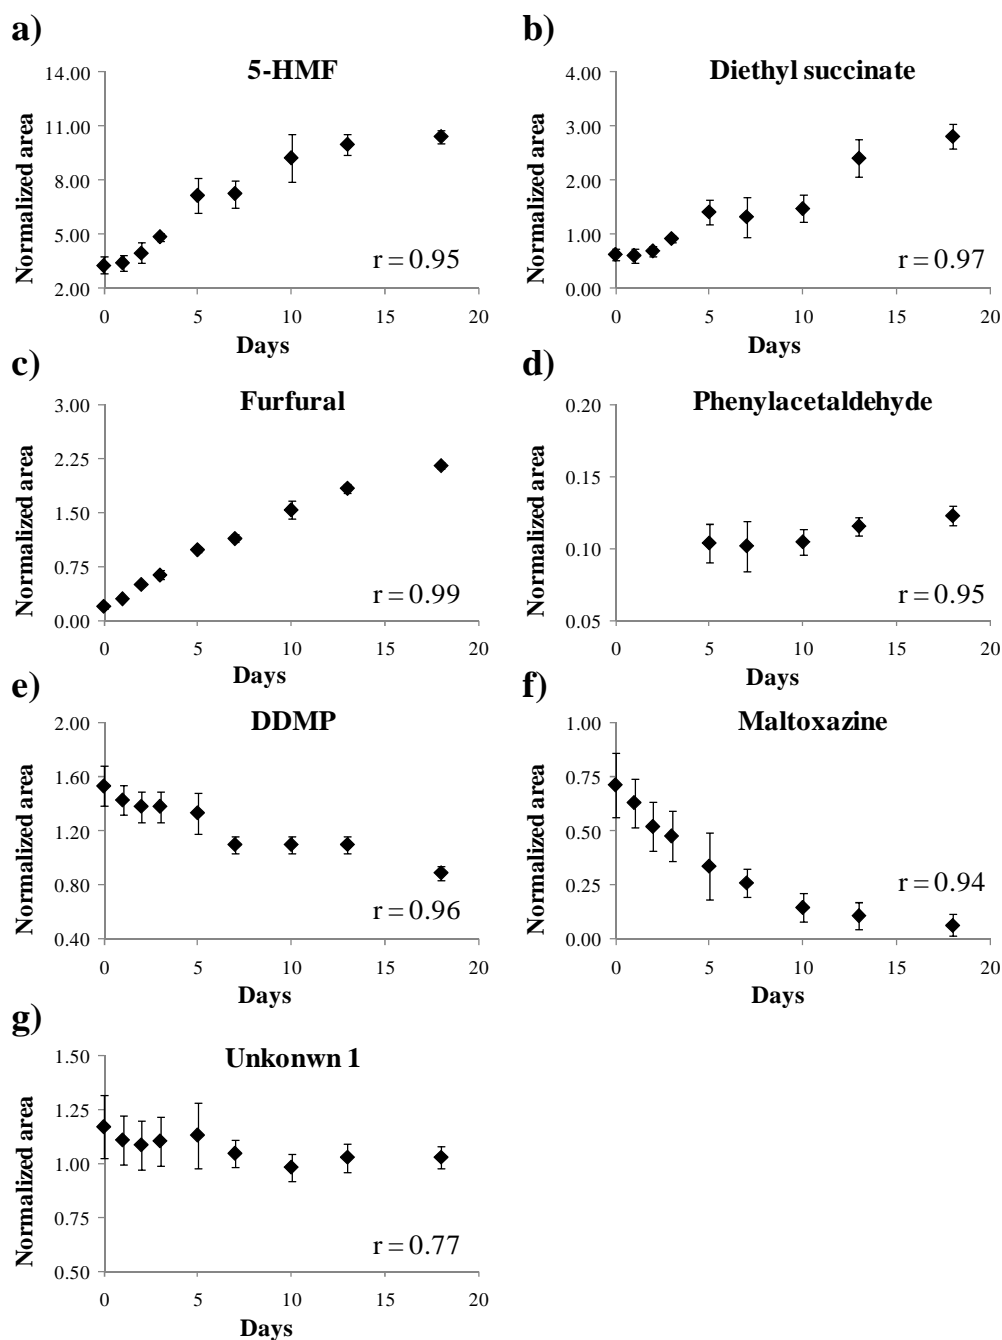 a)
5-HMF
14.00
11.00
8.00
5.00
2.00
Normalized area
r = 0.95
0 5 10 15 20
Days
b)
Diethyl succinate
4.00
3.00
2.00
1.00
0.00
Normalized area
r = 0.97
0 5 10 15 20
Days
c)
Furfural
3.00
2.25
1.50
0.75
0.00
Normalized area
r = 0.99
0 5 10 15 20
Days
d)
Phenylacetaldehyde
0.20
0.15
0.10
0.05
Normalized area
r = 0.95
0 5 10 15 20
Days
e)
DDMP
2.00
1.60
1.20
0.80
0.40
Normalized area
r = 0.96
0 5 10 15 20
Days
f)
Maltoxazine
1.00
0.75
0.50
0.25
0.00
Normalized area
r = 0.94
0 5 10 15 20
Days
g)
Unkonwn 1
1.50
1.25
1.00
0.75
0.50
Normalized area
r = 0.77
0 5 10 15 20
Days